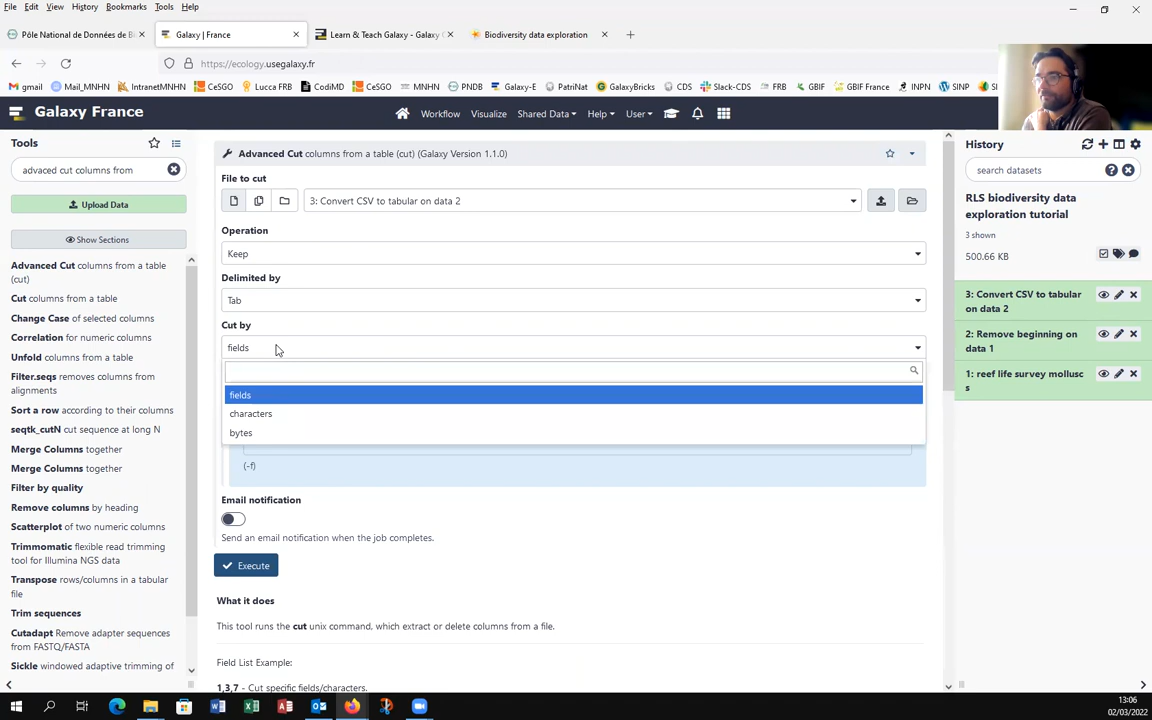 File Edit View History Bookmarks Tools Help
Pôle National de Données de Bi
Galaxy | France
Learn & Teach Galaxy - Galaxy C
Biodiversity data exploration
https://ecology.usegalaxy.fr
gmail Mail_MNHN IntranetMNHN CeSGO Lucca FRB CodiMD CeSGO MNHN PNDB Galaxy-E PatriNat GalaxyBricks CDS Slack-CDS FRB GBIF GBIF France INPN SINP
Galaxy France
Workflow Visualize Shared Data Help User
Tools
advaced cut columns from
Upload Data
Show Sections
Advanced Cut columns from a table
(cut)
Cut columns from a table
Change Case of selected columns
Correlation for numeric columns
Unfold columns from a table
Filter.seqs removes columns from
alignments
Sort a row according to their columns
seqtk_cutN cut sequence at long N
Merge Columns together
Merge Columns together
Filter by quality
Remove columns by heading
Scatterplot of two numeric columns
Trimmomatic flexible read trimming
tool for Illumina NGS data
Transpose rows/columns in a tabular
file
Trim sequences
Cutadapt Remove adapter sequences
from FASTQ/FASTA
Sickle windowed adaptive trimming of
Advanced Cut columns from a table (cut) (Galaxy Version 1.1.0)
File to cut
3: Convert CSV to tabular on data 2
Operation
Keep
Delimited by
Tab
Cut by
fields
fields
characters
bytes
(-f)
Email notification
Send an email notification when the job completes.
Execute
What it does
This tool runs the cut unix command, which extract or delete columns from a file.
Field List Example:
1,3,7 - Cut specific fields/characters.
History
search datasets
RLS biodiversity data
exploration tutorial
3 shown
500.66 KB
3: Convert CSV to tabular
on data 2
2: Remove beginning on
data 1
1: reef life survey mollusc
s
13:06
02/03/2022